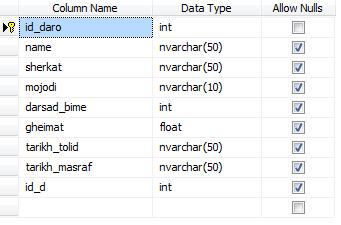 Column Name Data Type Allow Nulls
id_daro int
name nvarchar(50)
sherkat nvarchar(50)
mojodi nvarchar(10)
darsad_bime int
gheimat float
tarikh_tolid nvarchar(50)
tarikh_masraf nvarchar(50)
id_d int